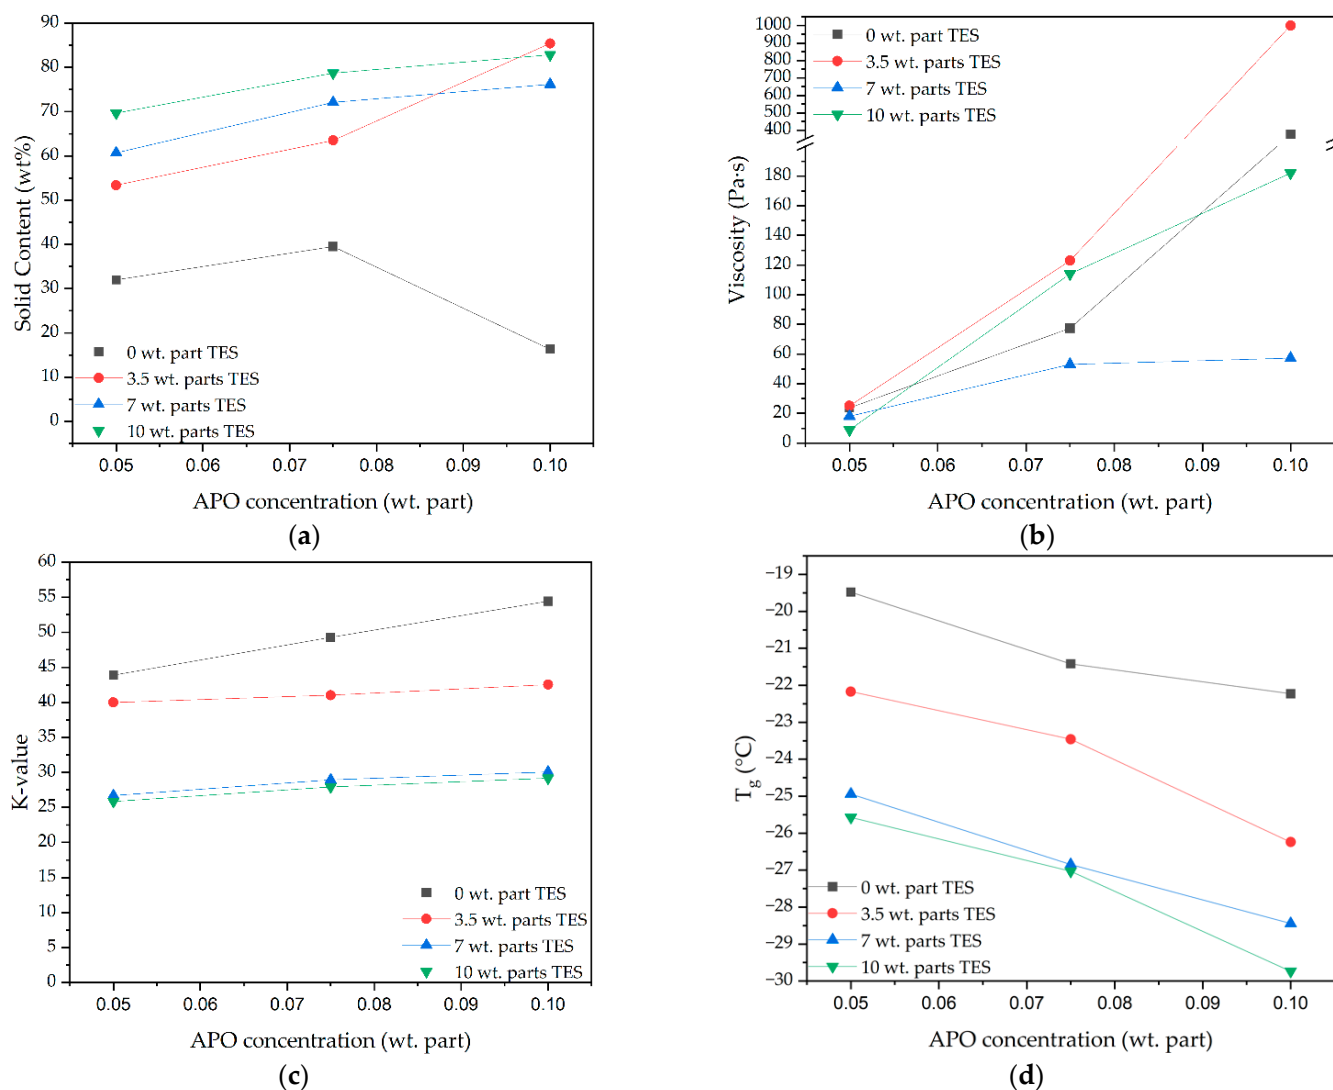 90
80
70
60
50
40
30
20
10
0
Solid Content (wt%)
0 wt. part TES
3.5 wt. parts TES
7 wt. parts TES
10 wt. parts TES
0.05 0.06 0.07 0.08 0.09 0.10
APO concentration (wt. part)
(a)
1000
900
800
700
600
500
400
180
160
140
120
100
80
60
40
20
0
Viscosity (Pa·s)
0 wt. part TES
3.5 wt. parts TES
7 wt. parts TES
10 wt. parts TES
0.05 0.06 0.07 0.08 0.09 0.10
APO concentration (wt. part)
(b)
60
55
50
45
40
35
30
25
20
15
10
5
0
K-value
0 wt. part TES
3.5 wt. parts TES
7 wt. parts TES
10 wt. parts TES
0.05 0.06 0.07 0.08 0.09 0.10
APO concentration (wt. part)
(c)
−19
−20
−21
−22
−23
−24
−25
−26
−27
−28
−29
−30
Tg (°C)
0 wt. part TES
3.5 wt. parts TES
7 wt. parts TES
10 wt. parts TES
0.05 0.06 0.07 0.08 0.09 0.10
APO concentration (wt. part)
(d)